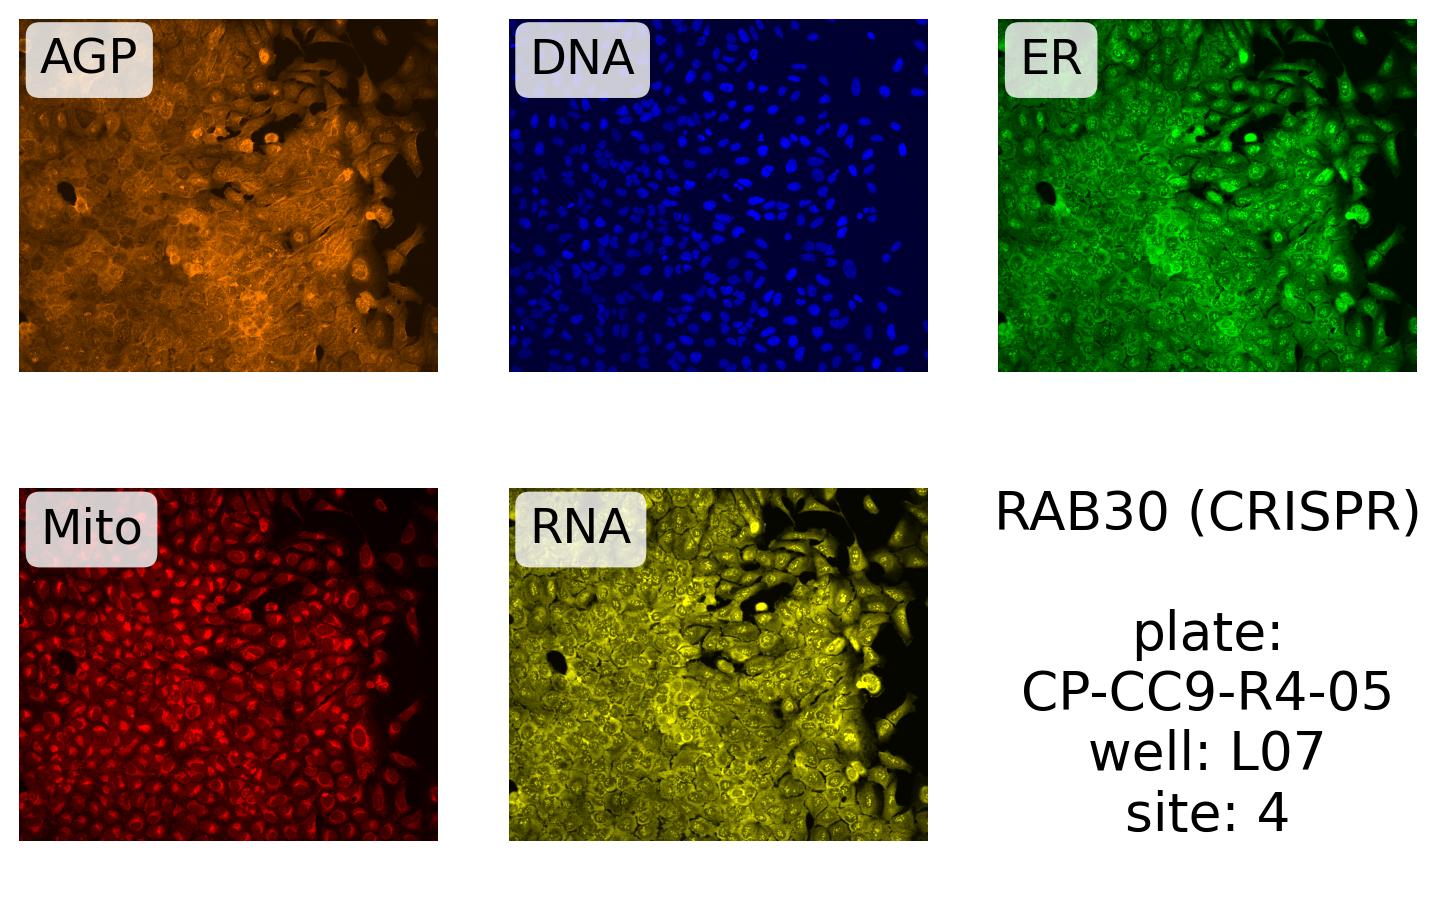 AGP
DNA
ER
Mito
RNA
RAB30 (CRISPR)
plate:
CP-CC9-R4-05
well: L07
site: 4